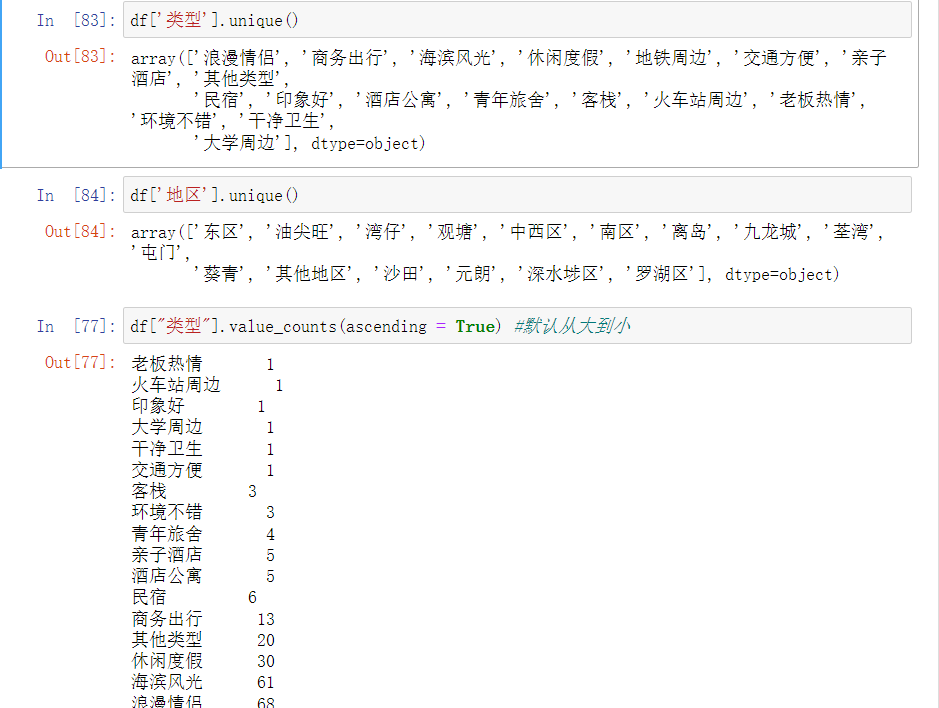 In [83]: df['类型'].unique()
Out[83]: array(['浪漫情侣', '商务出行', '海滨风光', '休闲度假', '地铁周边', '交通方便', '亲子
酒店', '其他类型',
'民宿', '印象好', '酒店公寓', '青年旅舍', '客栈', '火车站周边', '老板热情',
'环境不错', '干净卫生',
'大学周边'], dtype=object)
In [84]: df['地区'].unique()
Out[84]: array(['东区', '油尖旺', '湾仔', '观塘', '中西区', '南区', '离岛', '九龙城', '荃湾',
'屯门',
'葵青', '其他地区', '沙田', '元朗', '深水埗区', '罗湖区'], dtype=object)
In [77]: df["类型"].value_counts(ascending = True) #默认从大到小
Out[77]: 老板热情 1
火车站周边 1
印象好 1
大学周边 1
干净卫生 1
交通方便 1
客栈 3
环境不错 3
青年旅舍 4
亲子酒店 5
酒店公寓 5
民宿 6
商务出行 13
其他类型 20
休闲度假 30
海滨风光 61
浪漫情侣 68